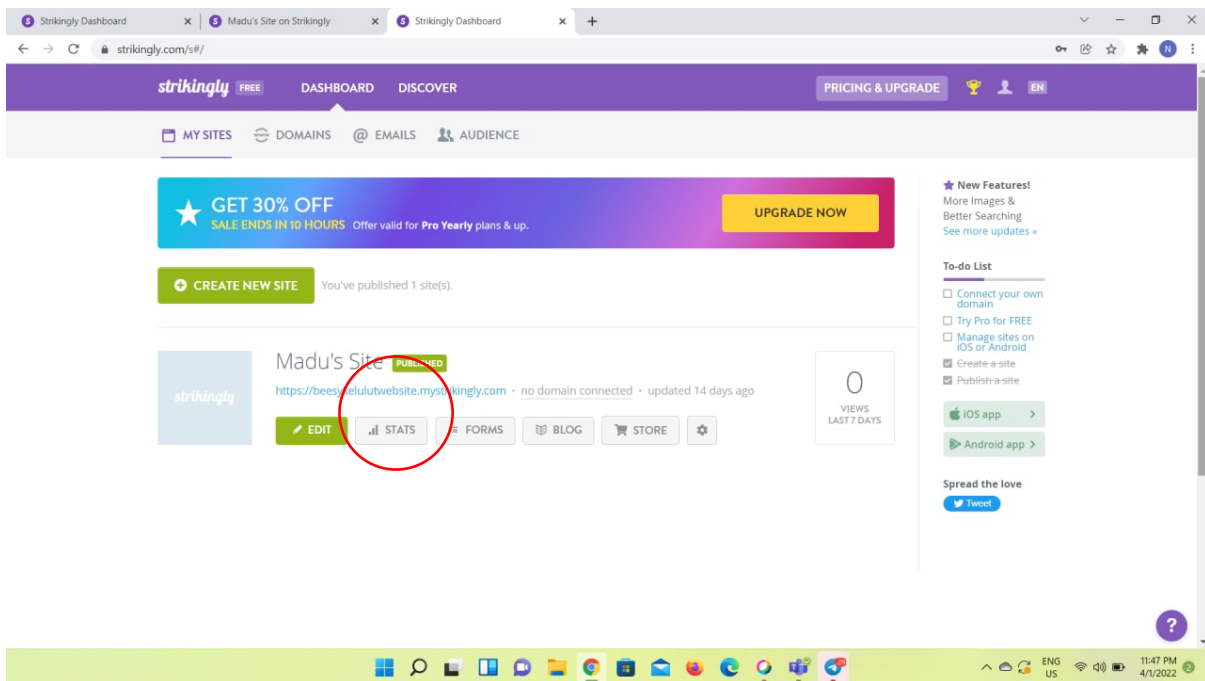 Strikingly Dashboard
Madu's Site on Strikingly
Strikingly Dashboard
strikingly.com/s#/
N
strikingly FREE DASHBOARD DISCOVER PRICING & UPGRADE EN
MY SITES DOMAINS @ EMAILS AUDIENCE
GET 30% OFF
SALE ENDS IN 10 HOURS Offer valid for Pro Yearly plans & up.
UPGRADE NOW
CREATE NEW SITE You've published 1 site(s).
strikingly
Madu's Site PUBLISHED
no domain connected · updated 14 days ago
EDIT STATS FORMS BLOG STORE
0
VIEWS
LAST 7 DAYS
New Features!
More Images &
Better Searching
See more updates »
To-do List
Connect your own
domain
Try Pro for FREE
Manage sites on
iOS or Android
Create a site
Publish a site
iOS app >
Android app >
Spread the love
Tweet
?
ENG
US
11:47 PM
4/1/2022
2